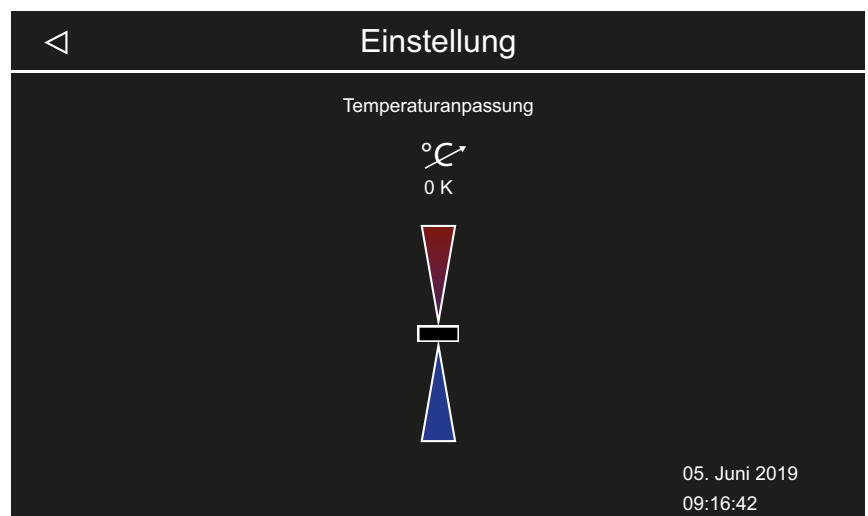 Einstellung
Temperaturanpassung
°C
0 K
05. Juni 2019
09:16:42